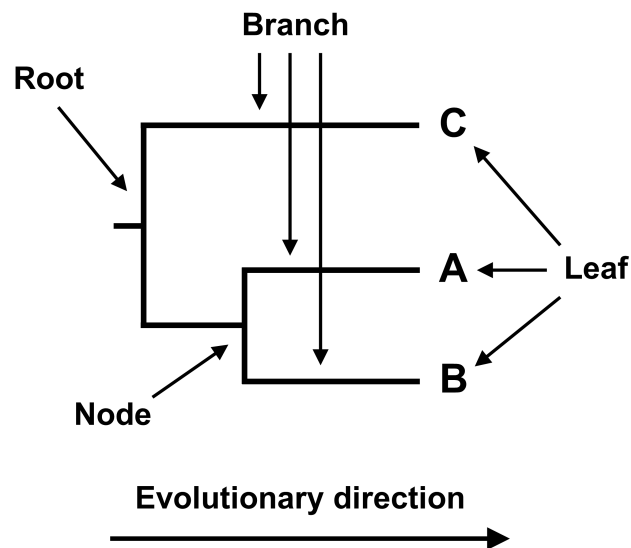 Branch
Root
C
A
Leaf
B
Node
Evolutionary direction